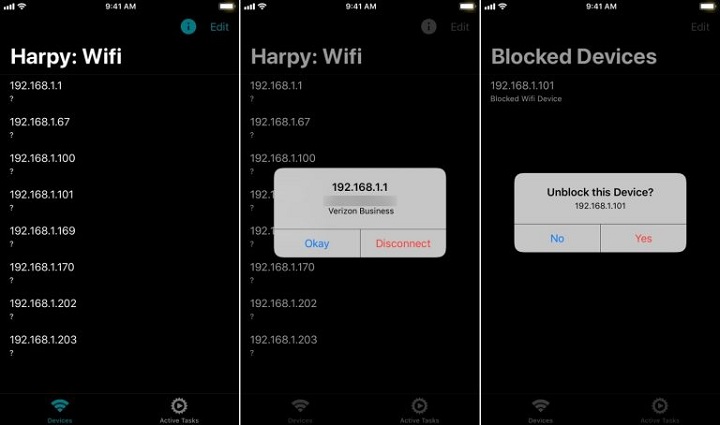 9:41 AM
Edit
Harpy: Wifi
192.168.1.1
?
192.168.1.67
?
192.168.1.100
?
192.168.1.101
?
192.168.1.169
?
192.168.1.170
?
192.168.1.202
?
192.168.1.203
?
Devices
Active Tasks
9:41 AM
Edit
Harpy: Wifi
192.168.1.1
?
192.168.1.67
?
192.168.1.100
192.168.1.1
Verizon Business
Okay
Disconnect
192.168.1.170
?
192.168.1.202
?
192.168.1.203
?
Devices
Active Tasks
9:41 AM
Edit
Blocked Devices
192.168.1.101
Blocked Wifi Device
Unblock this Device?
192.168.1.101
No
Yes
Devices
Active Tasks